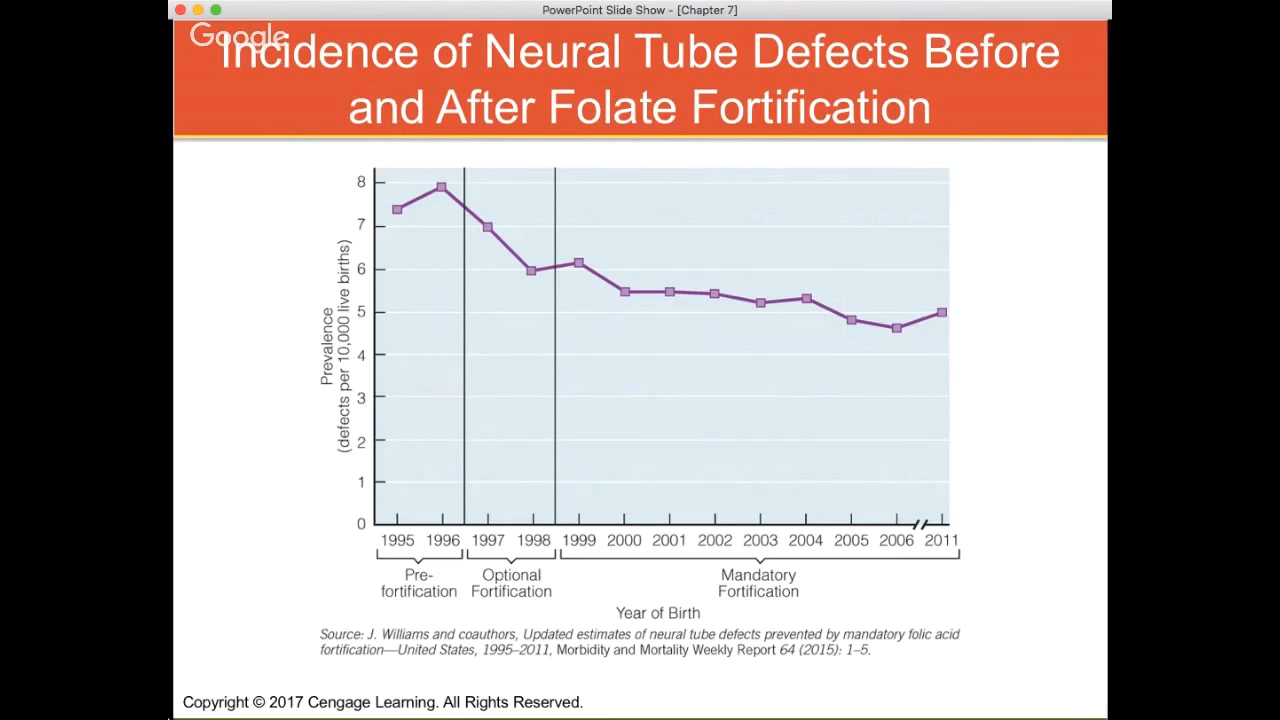 PowerPoint Slide Show - [Chapter 7]
Google
Incidence of Neural Tube Defects Before
and After Folate Fortification
8
7
6
5
4
3
2
1
0
Prevalence
(defects per 10,000 live births)
1995 1996 1997 1998 1999 2000 2001 2002 2003 2004 2005 2006 2011
Pre-
fortification
Optional
Fortification
Mandatory
Fortification
Year of Birth
Source: J. Williams and coauthors, Updated estimates of neural tube defects prevented by mandatory folic acid
fortification—United States, 1995–2011, Morbidity and Mortality Weekly Report 64 (2015): 1–5.
Copyright © 2017 Cengage Learning. All Rights Reserved.